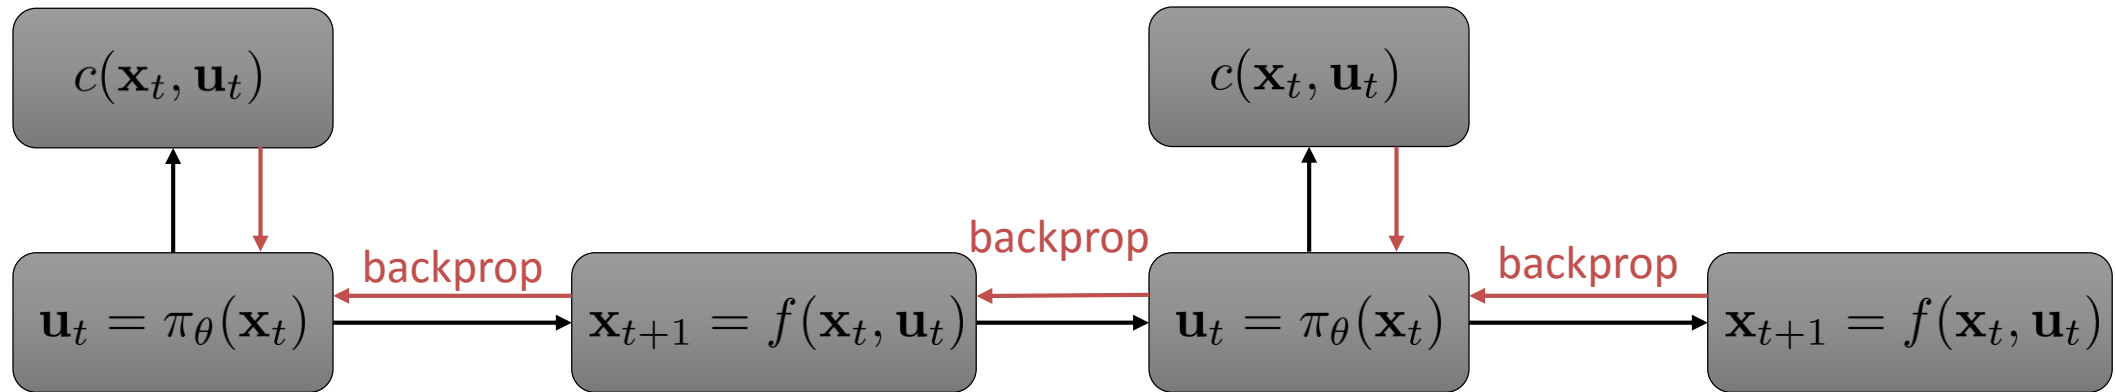 c(𝐱_t, 𝐮_t)
c(𝐱_t, 𝐮_t)
backprop
backprop
backprop
𝐮_t = π_θ(𝐱_t)
𝐱_{t+1} = f(𝐱_t, 𝐮_t)
𝐮_t = π_θ(𝐱_t)
𝐱_{t+1} = f(𝐱_t, 𝐮_t)